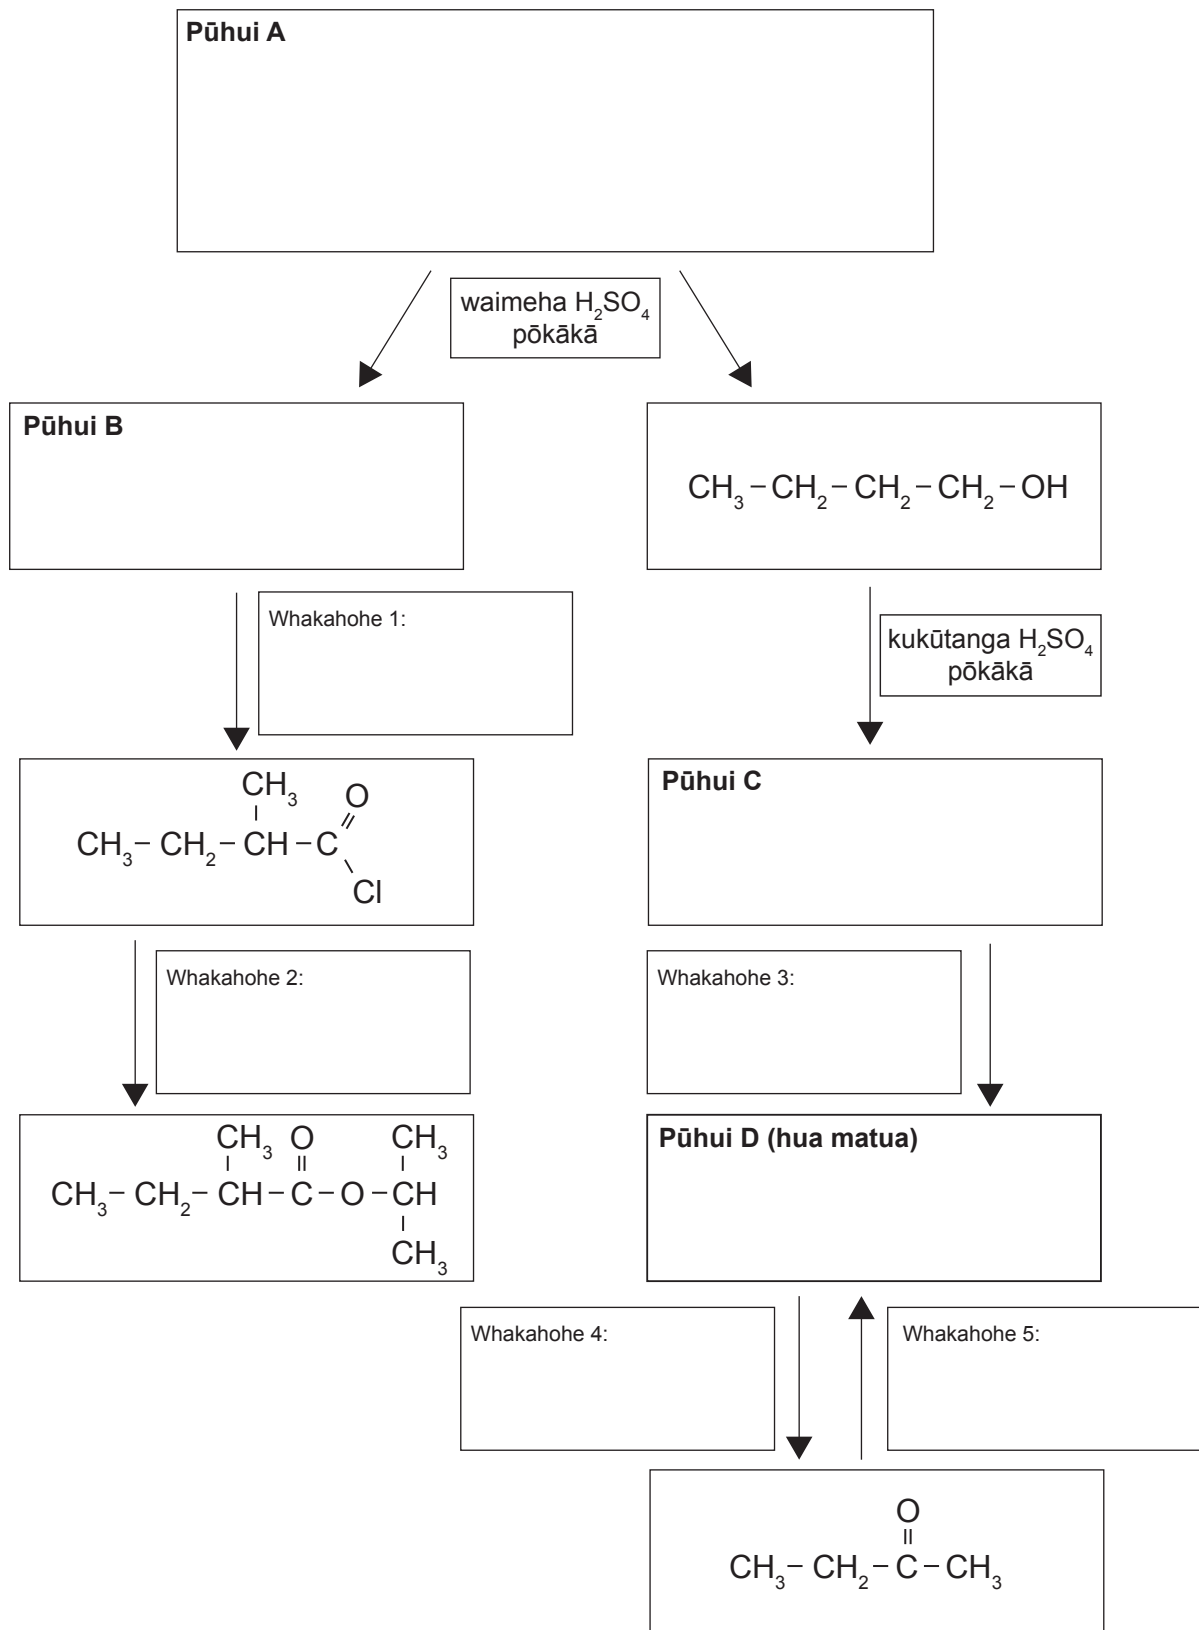 Pūhui A
waimeha H₂SO₄
pōkākā
Pūhui B
CH₃–CH₂–CH₂–CH₂–OH
Whakahohe 1:
kukūtanga H₂SO₄
pōkākā
CH₃ O
CH₃–CH₂–CH–C
Cl
Pūhui C
Whakahohe 2:
Whakahohe 3:
CH₃ O CH₃
CH₃–CH₂–CH–C–O–CH
CH₃
Pūhui D (hua matua)
Whakahohe 4:
Whakahohe 5:
O
CH₃–CH₂–C–CH₃